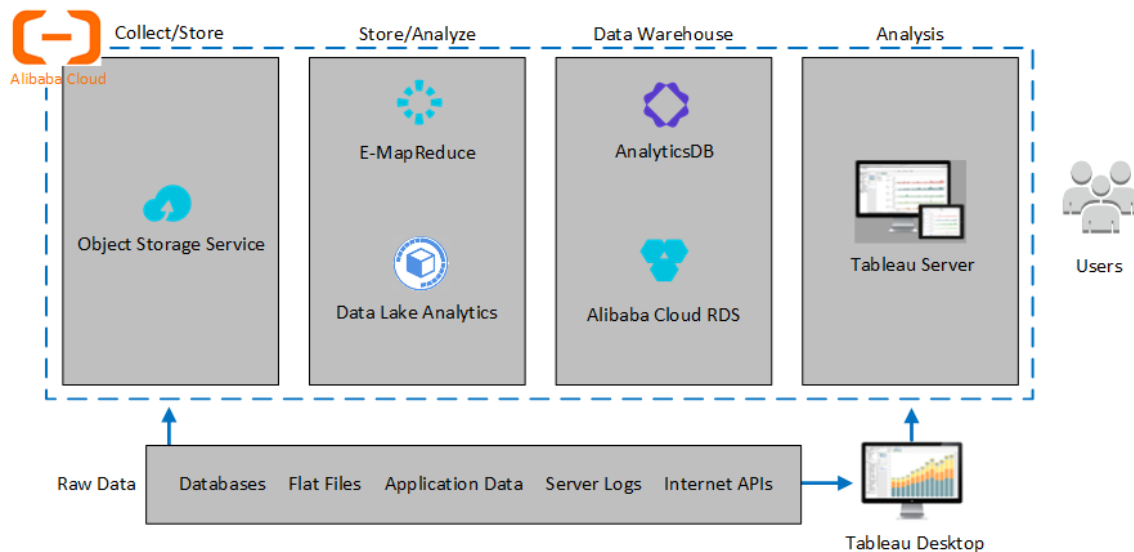 Collect/Store
Store/Analyze
Data Warehouse
Analysis
Alibaba Cloud
E-MapReduce
AnalyticsDB
Object Storage Service
Tableau Server
Users
Data Lake Analytics
Alibaba Cloud RDS
Raw Data
Databases
Flat Files
Application Data
Server Logs
Internet APIs
Tableau Desktop